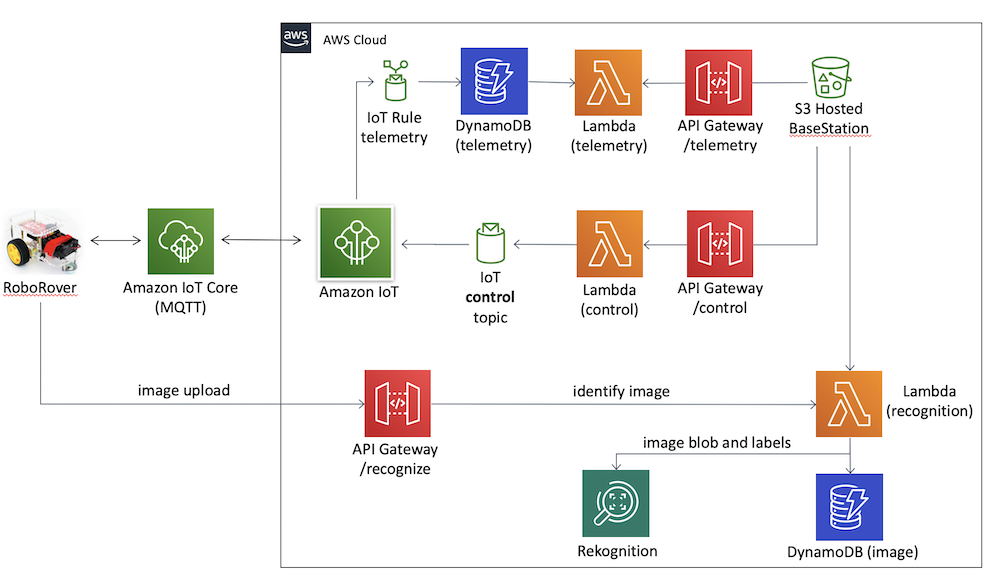 aws
AWS Cloud
IoT Rule
telemetry
DynamoDB
(telemetry)
Lambda
(telemetry)
API Gateway
/telemetry
S3 Hosted
BaseStation
RoboRover
Amazon IoT Core
(MQTT)
Amazon IoT
IoT
control
topic
Lambda
(control)
API Gateway
/control
image upload
API Gateway
/recognize
identify image
Lambda
(recognition)
image blob and labels
Rekognition
DynamoDB (image)